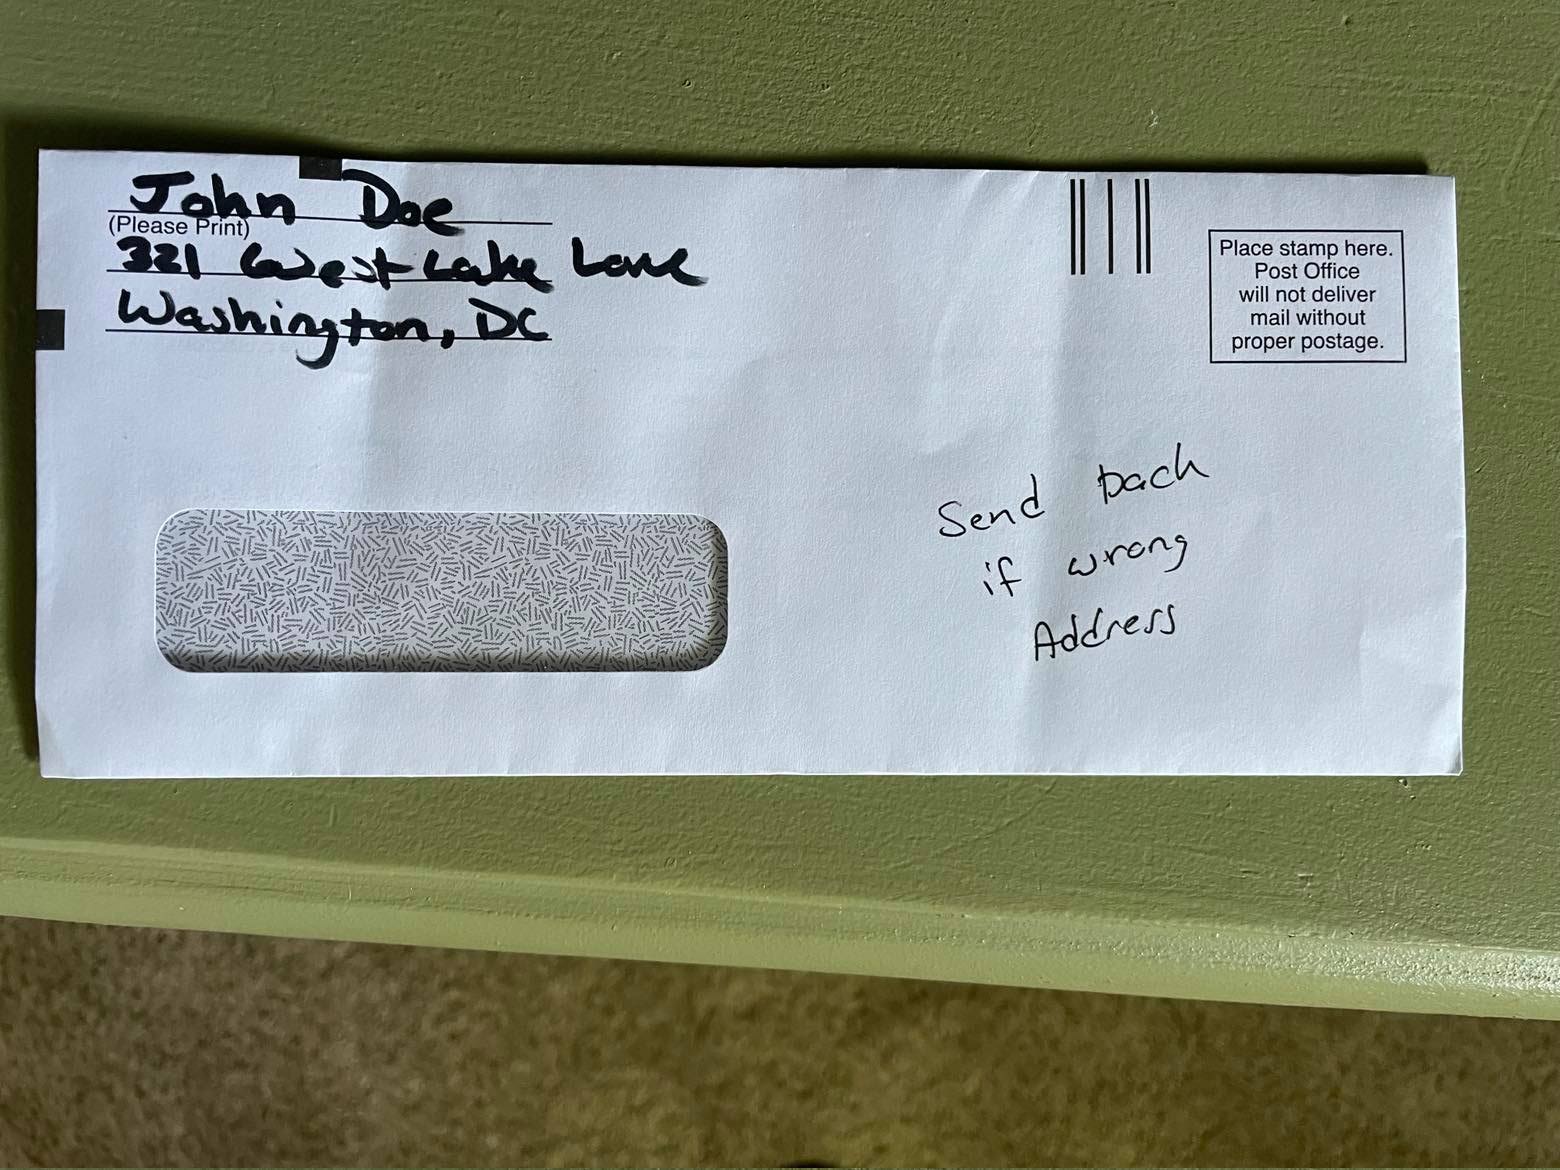 John Doe
(Please Print)
321 West Lake Lane
Washington, DC
Place stamp here.
Post Office
will not deliver
mail without
proper postage.
Send back
if wrong
Address